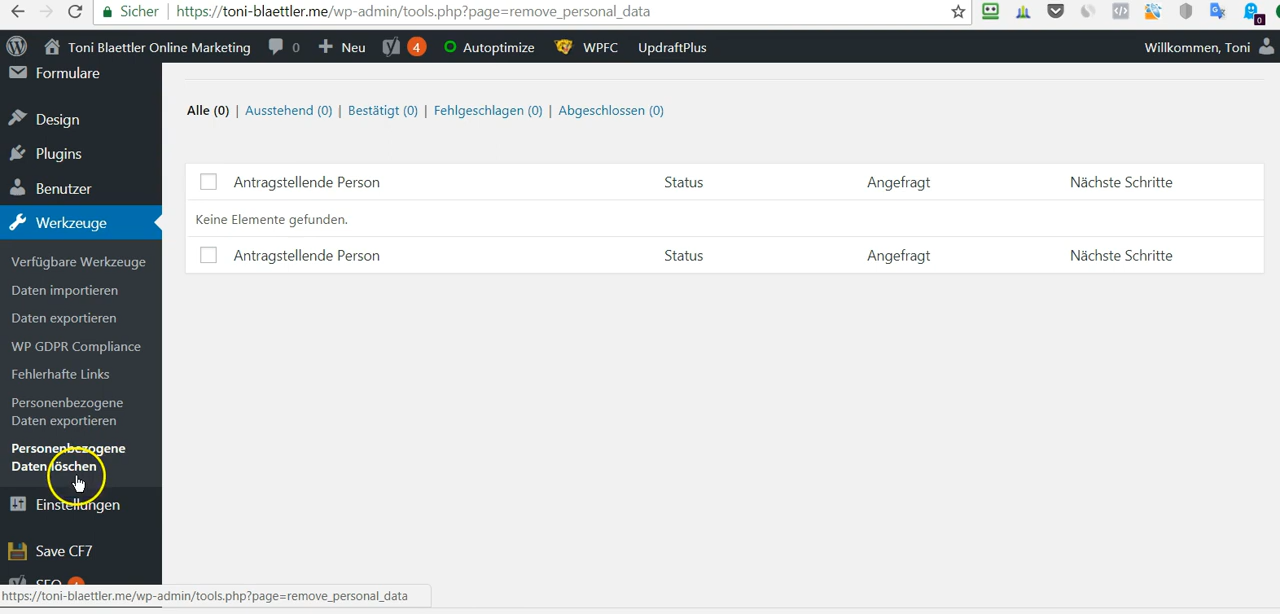 Sicher
https://toni-blaettler.me/wp-admin/tools.php?page=remove_personal_data
0
Toni Blaettler Online Marketing
0
Neu
4
Autoptimize
WPFC
UpdraftPlus
Willkommen, Toni
Formulare
Design
Plugins
Benutzer
Werkzeuge
Verfügbare Werkzeuge
Daten importieren
Daten exportieren
WP GDPR Compliance
Fehlerhafte Links
Personenbezogene
Daten exportieren
Personenbezogene
Daten löschen
Einstellungen
Save CF7
SEO
Alle (0) | Ausstehend (0) | Bestätigt (0) | Fehlgeschlagen (0) | Abgeschlossen (0)
Antragstellende Person Status Angefragt Nächste Schritte
Keine Elemente gefunden.
Antragstellende Person Status Angefragt Nächste Schritte
https://toni-blaettler.me/wp-admin/tools.php?page=remove_personal_data